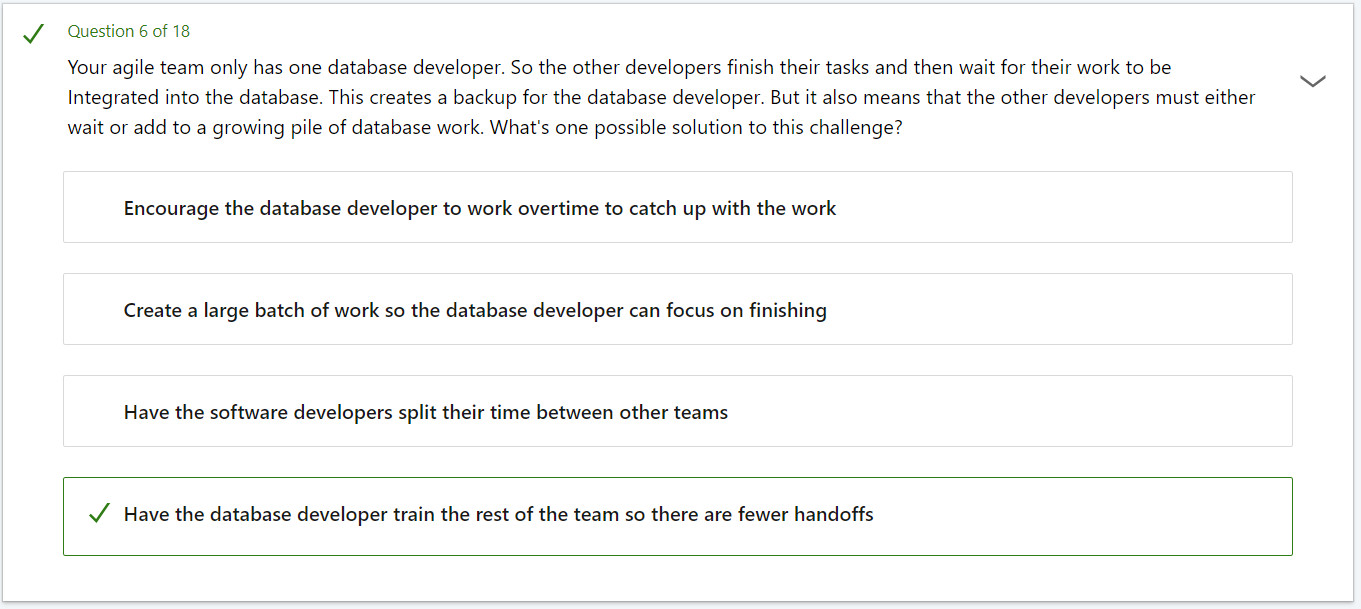 Question 6 of 18
Your agile team only has one database developer. So the other developers finish their tasks and then wait for their work to be
Integrated into the database. This creates a backup for the database developer. But it also means that the other developers must either
wait or add to a growing pile of database work. What's one possible solution to this challenge?
Encourage the database developer to work overtime to catch up with the work
Create a large batch of work so the database developer can focus on finishing
Have the software developers split their time between other teams
Have the database developer train the rest of the team so there are fewer handoffs